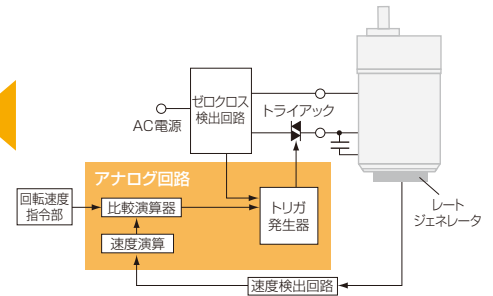 ゼロクロス
検出回路
トライアック
AC電源
アナログ回路
回転速度
指令部
比較演算器
トリガ
発生器
レート
ジェネレータ
速度演算
速度検出回路